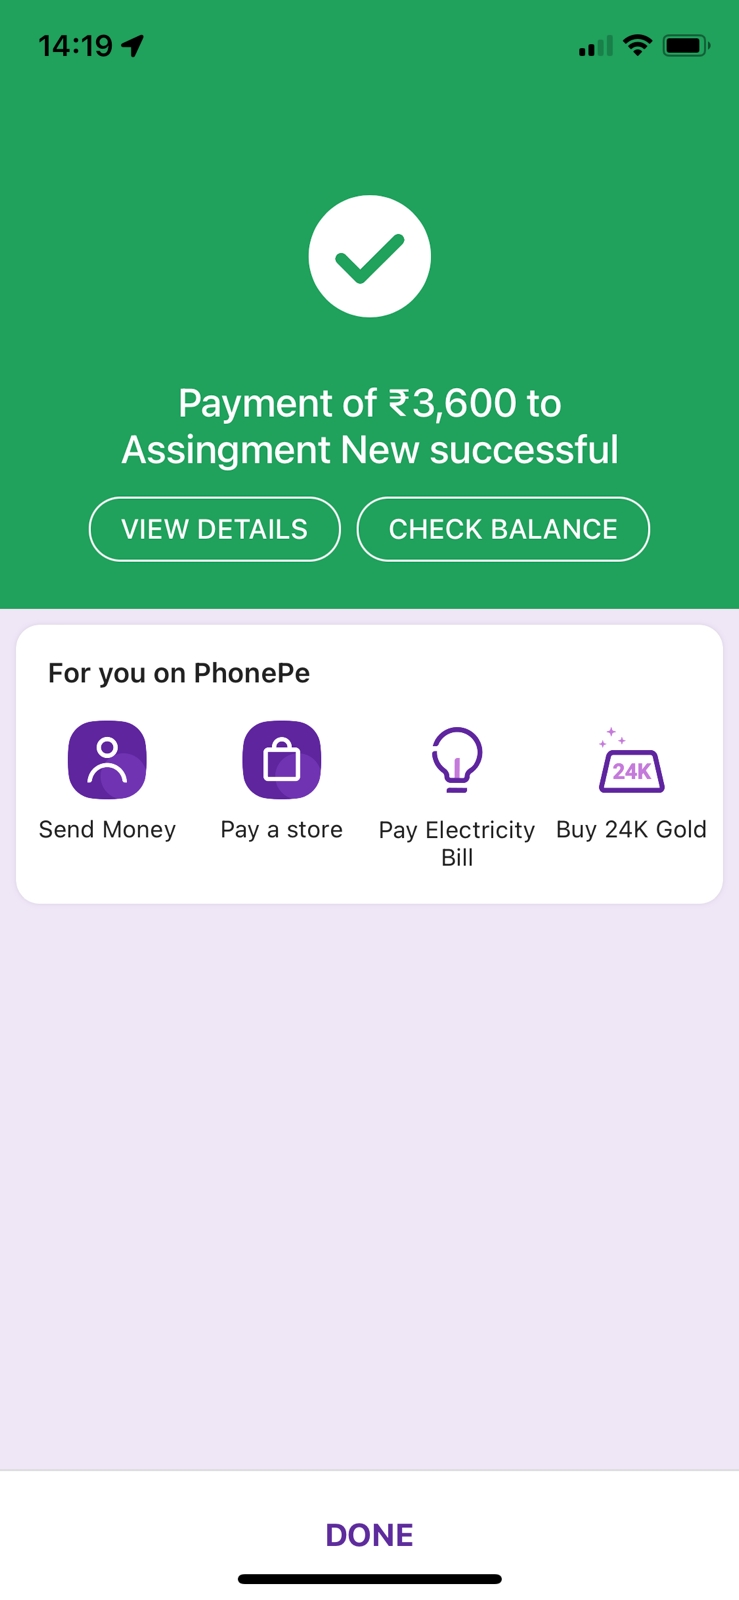 14:19
Payment of ₹3,600 to
Assingment New successful
VIEW DETAILS
CHECK BALANCE
For you on PhonePe
Send Money
Pay a store
Pay Electricity
Bill
24K
Buy 24K Gold
DONE